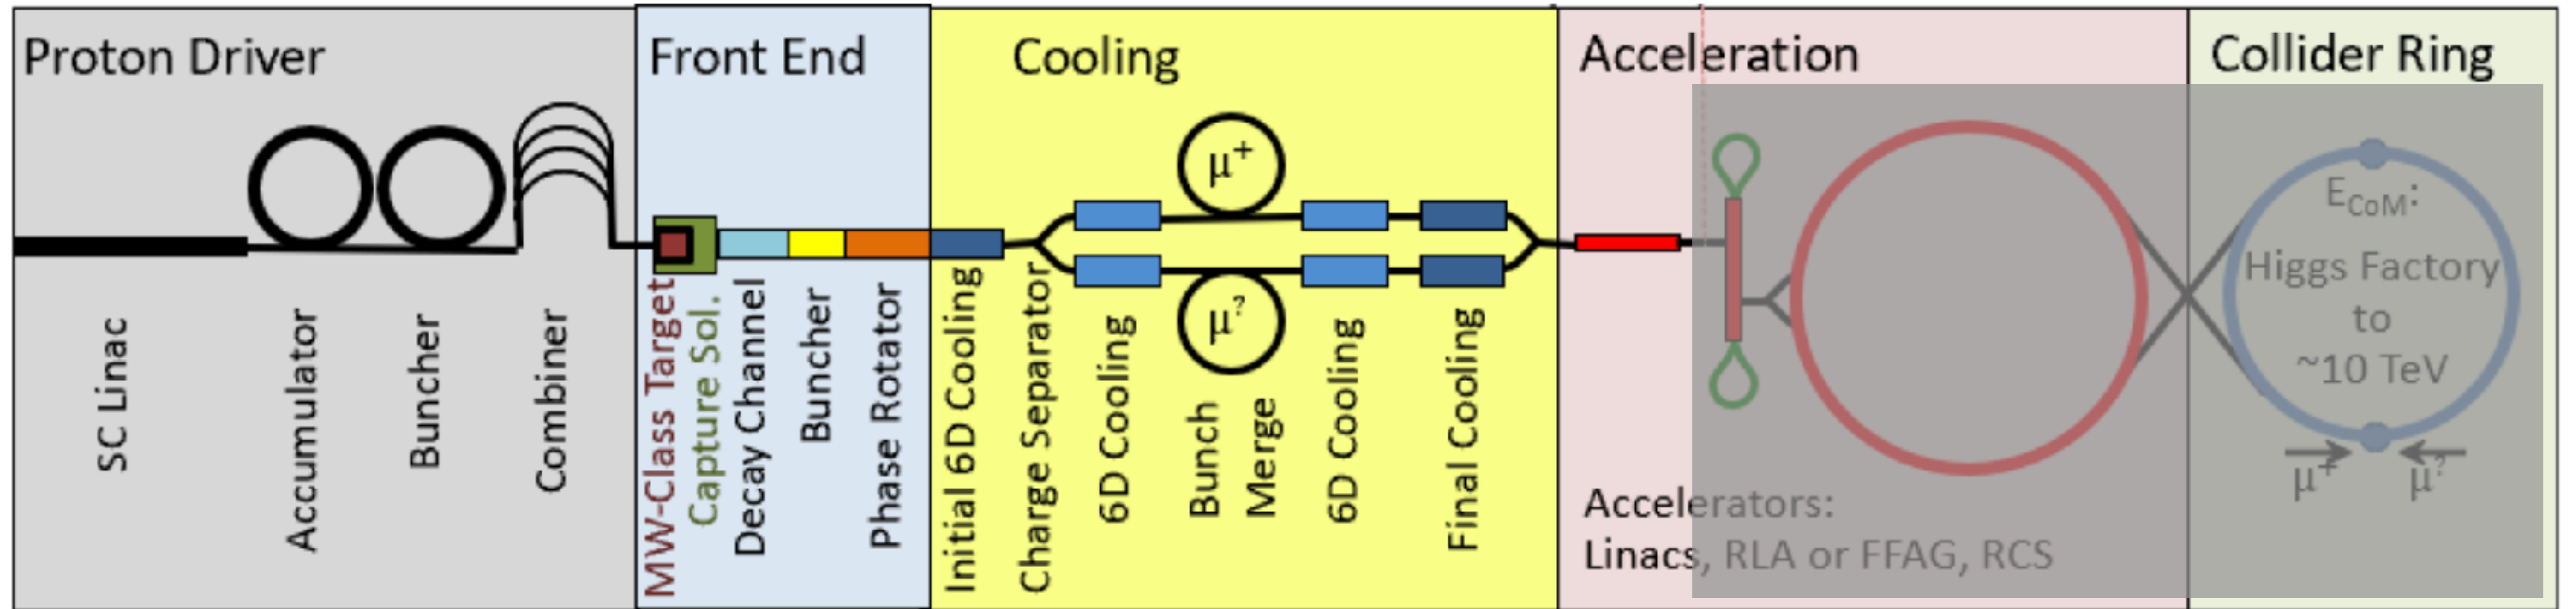 Proton Driver
SC Linac
Accumulator
Buncher
Combiner
Front End
MW-Class Target
Capture Sol.
Decay Channel
Buncher
Phase Rotator
Cooling
Initial 6D Cooling
Charge Separator
6D Cooling
μ+
μ?
Bunch
Merge
6D Cooling
Final Cooling
Acceleration
Accelerators:
Linacs, RLA or FFAG, RCS
Collider Ring
ECoM:
Higgs Factory
to
~10 TeV
μ+ μ?